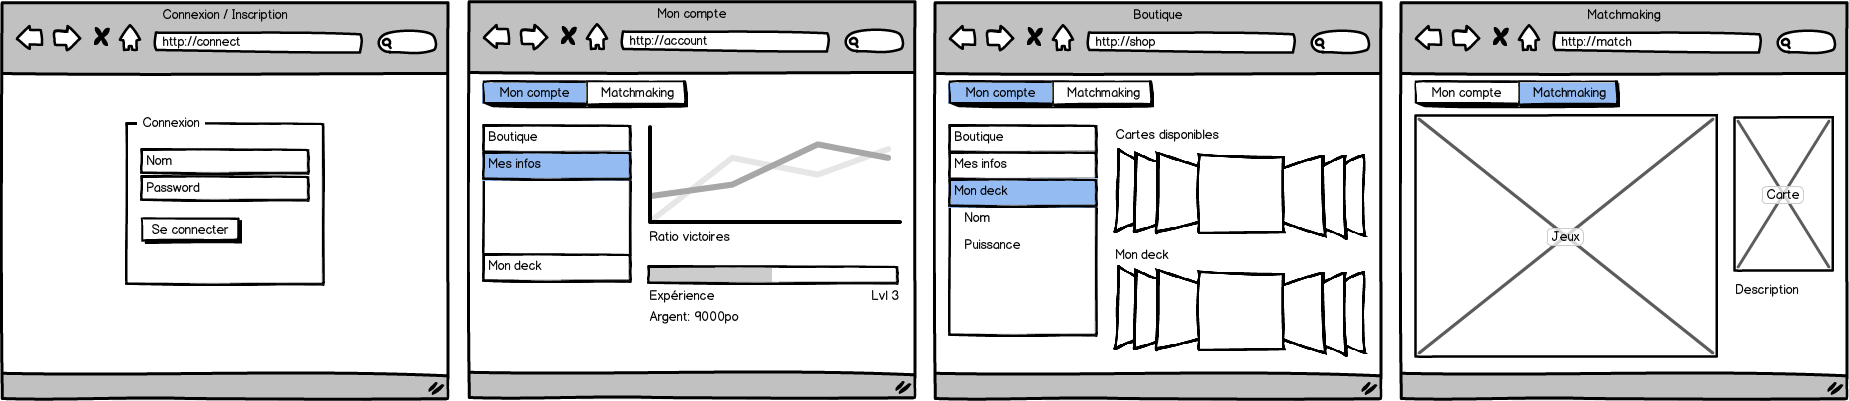 Connexion / Inscription
http://connect
Connexion
Nom
Password
Se connecter
Mon compte
http://account
Mon compte
Matchmaking
Boutique
Mes infos
Mon deck
Ratio victoires
Expérience
Lvl 3
Argent: 9000po
Boutique
http://shop
Mon compte
Matchmaking
Boutique
Mes infos
Mon deck
Nom
Puissance
Cartes disponibles
Mon deck
Matchmaking
http://match
Mon compte
Matchmaking
Jeux
Carte
Description